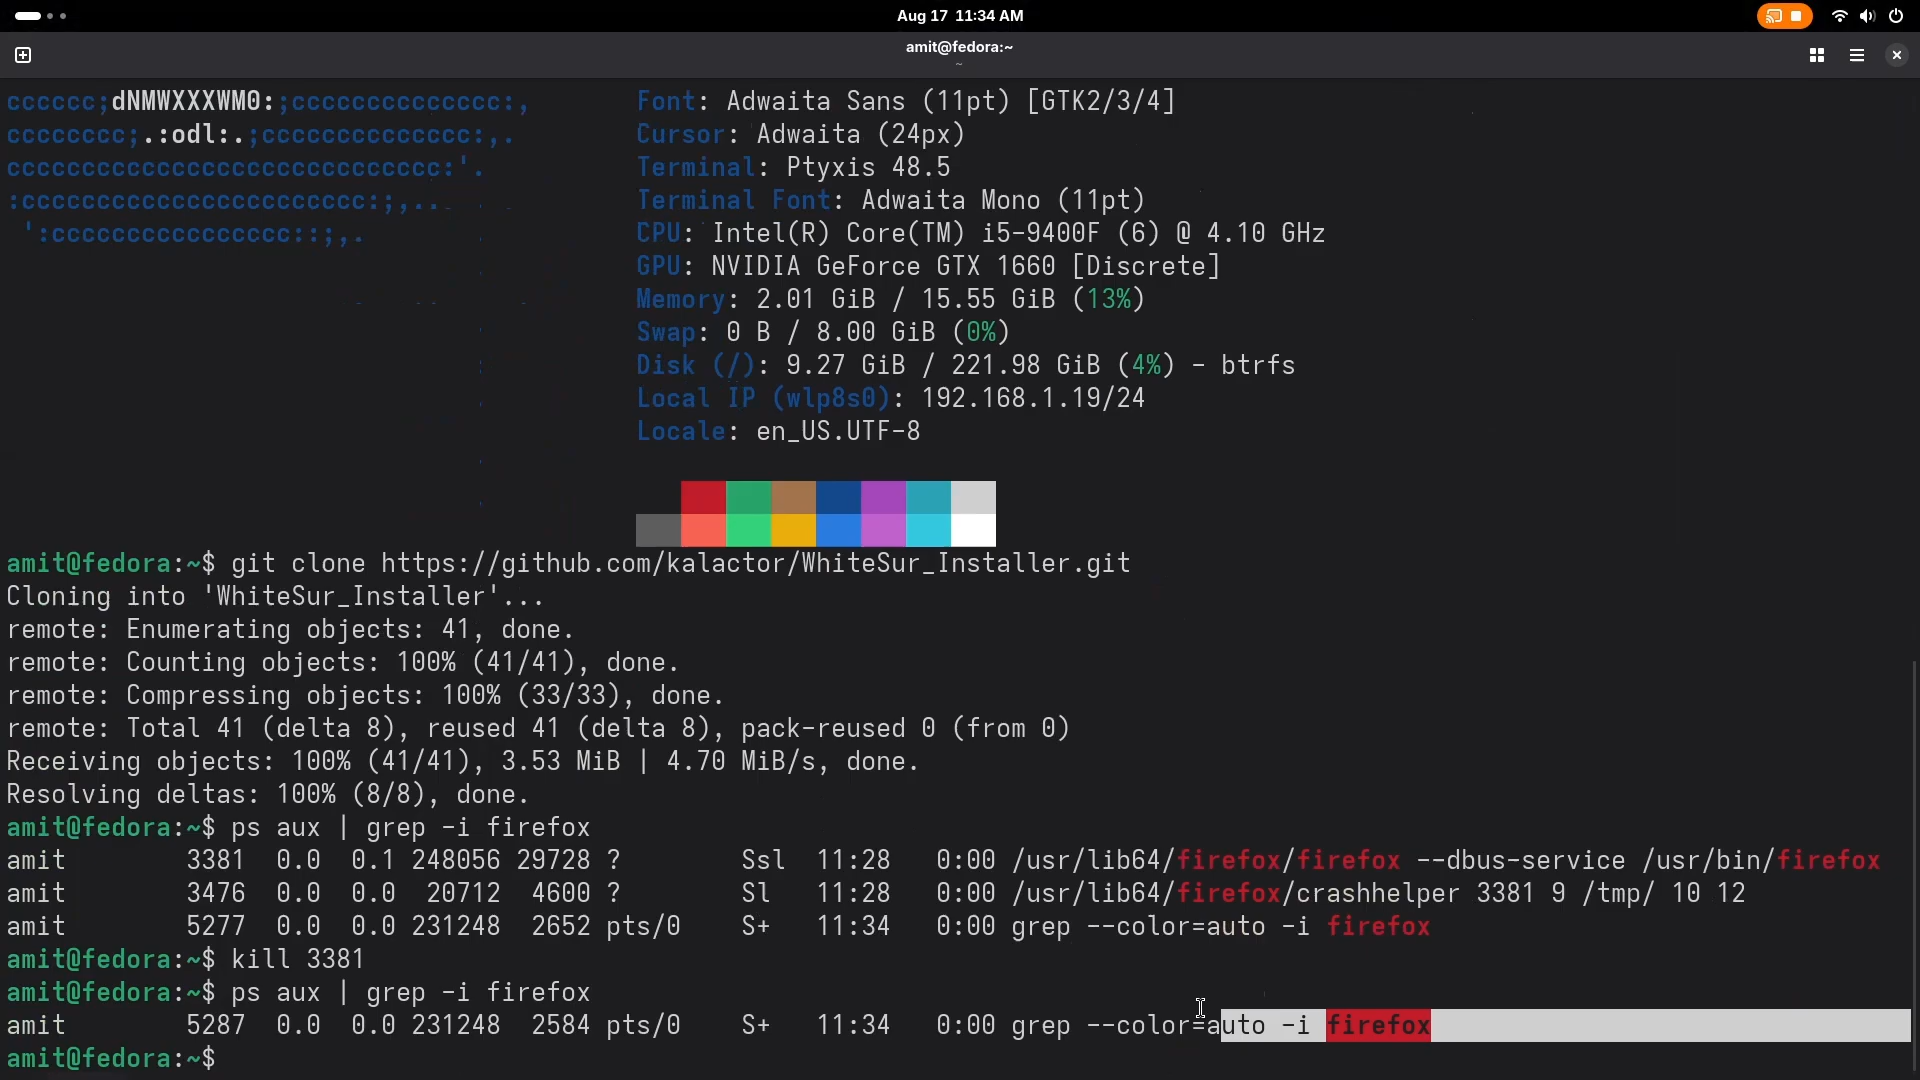 Aug 17 11:34 AM
amit@fedora:~
~
cccccc;dNMWXXXWM0:;cccccccccccccc:,       Font: Adwaita Sans (11pt) [GTK2/3/4]
cccccccc;.:odl:.;cccccccccccccc:,.        Cursor: Adwaita (24px)
ccccccccccccccccccccccccccccc:'.          Terminal: Ptyxis 48.5
:cccccccccccccccccccccccc:;,..            Terminal Font: Adwaita Mono (11pt)
 ':cccccccccccccccc::;,.                  CPU: Intel(R) Core(TM) i5-9400F (6) @ 4.10 GHz
GPU: NVIDIA GeForce GTX 1660 [Discrete]
Memory: 2.01 GiB / 15.55 GiB (13%)
Swap: 0 B / 8.00 GiB (0%)
Disk (/): 9.27 GiB / 221.98 GiB (4%) - btrfs
Local IP (wlp8s0): 192.168.1.19/24
Locale: en_US.UTF-8
amit@fedora:~$ git clone https://github.com/kalactor/WhiteSur_Installer.git
Cloning into 'WhiteSur_Installer'...
remote: Enumerating objects: 41, done.
remote: Counting objects: 100% (41/41), done.
remote: Compressing objects: 100% (33/33), done.
remote: Total 41 (delta 8), reused 41 (delta 8), pack-reused 0 (from 0)
Receiving objects: 100% (41/41), 3.53 MiB | 4.70 MiB/s, done.
Resolving deltas: 100% (8/8), done.
amit@fedora:~$ ps aux | grep -i firefox
amit        3381  0.0  0.1 248056 29728 ?        Ssl  11:28   0:00 /usr/lib64/firefox/firefox --dbus-service /usr/bin/firefox
amit        3476  0.0  0.0  20712  4600 ?        Sl   11:28   0:00 /usr/lib64/firefox/crashhelper 3381 9 /tmp/ 10 12
amit        5277  0.0  0.0 231248  2652 pts/0    S+   11:34   0:00 grep --color=auto -i firefox
amit@fedora:~$ kill 3381
amit@fedora:~$ ps aux | grep -i firefox
amit        5287  0.0  0.0 231248  2584 pts/0    S+   11:34   0:00 grep --color=auto -i firefox
amit@fedora:~$